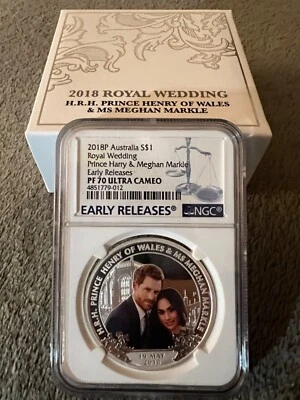 2018 ROYAL WEDDING
H.R.H. PRINCE HENRY OF WALES
& MS MEGHAN MARKLE
2018P Australia S$1
Royal Wedding
Prince Harry & Meghan Markle
Early Releases
PF 70 ULTRA CAMEO
4851779-012
EARLY RELEASES
NGC
H.R.H. PRINCE HENRY OF WALES & MS MEGHAN MARKLE
19 MAY
2018